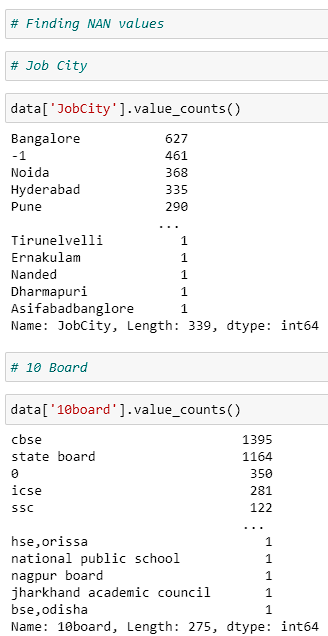 # Finding NAN values
# Job City
data['JobCity'].value_counts()
Bangalore 627
-1 461
Noida 368
Hyderabad 335
Pune 290
...
Tirunelvelli 1
Ernakulam 1
Nanded 1
Dharmapuri 1
Asifabadbanglore 1
Name: JobCity, Length: 339, dtype: int64
# 10 Board
data['10board'].value_counts()
cbse 1395
state board 1164
0 350
icse 281
ssc 122
...
hse,orissa 1
national public school 1
nagpur board 1
jharkhand academic council 1
bse,odisha 1
Name: 10board, Length: 275, dtype: int64